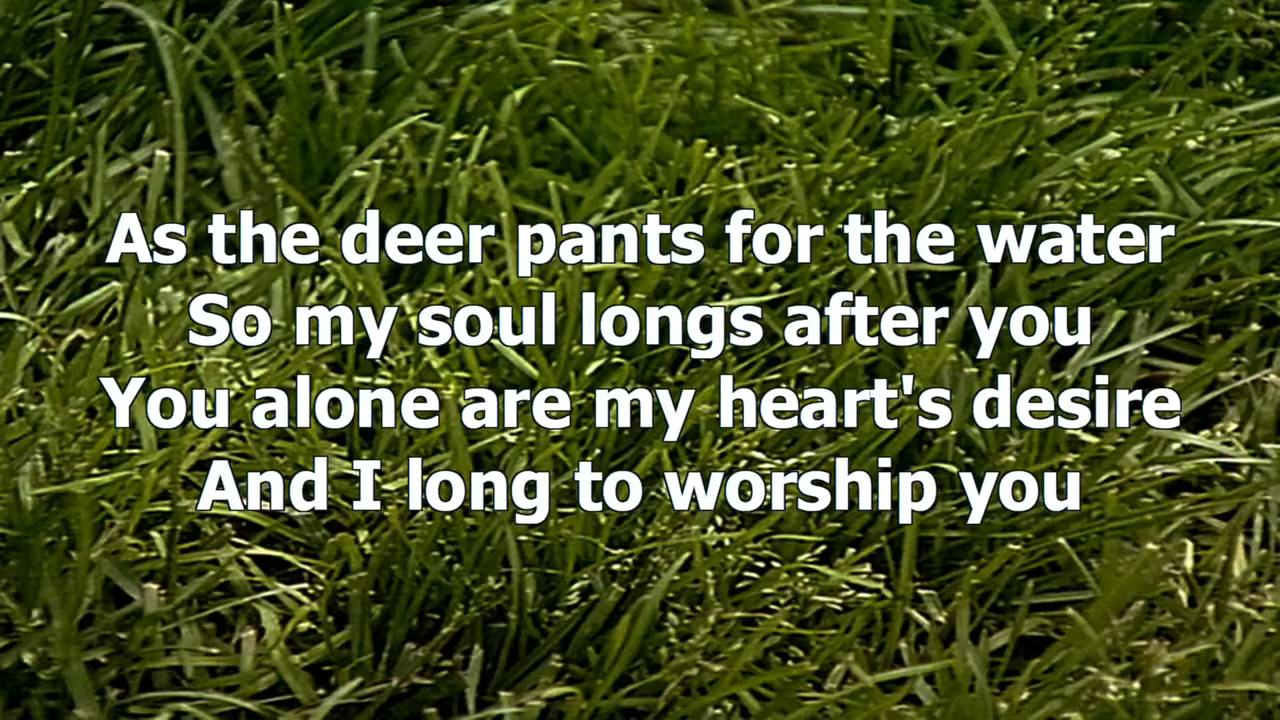 As the deer pants for the water
So my soul longs after you
You alone are my heart's desire
And I long to worship you